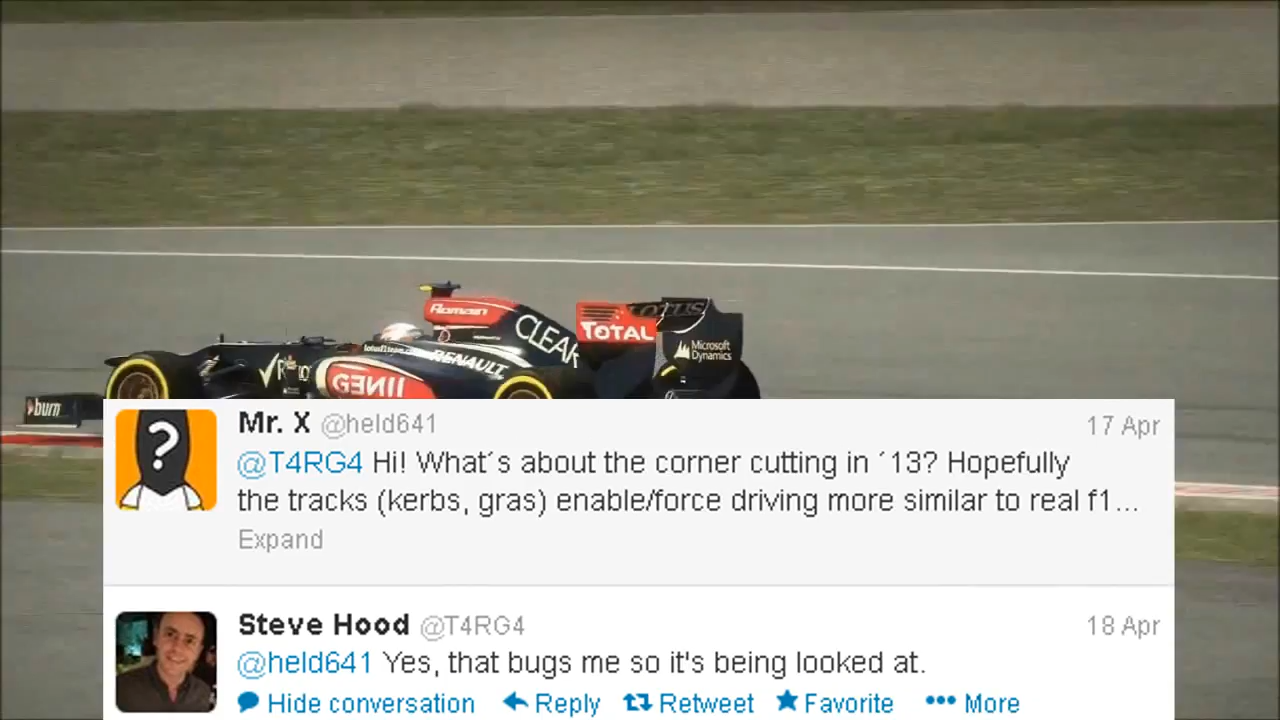 Romain
CLEAR
TOTAL
LOTUS
Microsoft
Dynamics
RENAULT
GENII
burn
?
Mr. X @held641 17 Apr
@T4RG4 Hi! What´s about the corner cutting in ´13? Hopefully
the tracks (kerbs, gras) enable/force driving more similar to real f1...
Expand
Steve Hood @T4RG4 18 Apr
@held641 Yes, that bugs me so it's being looked at.
Hide conversation Reply Retweet Favorite ••• More